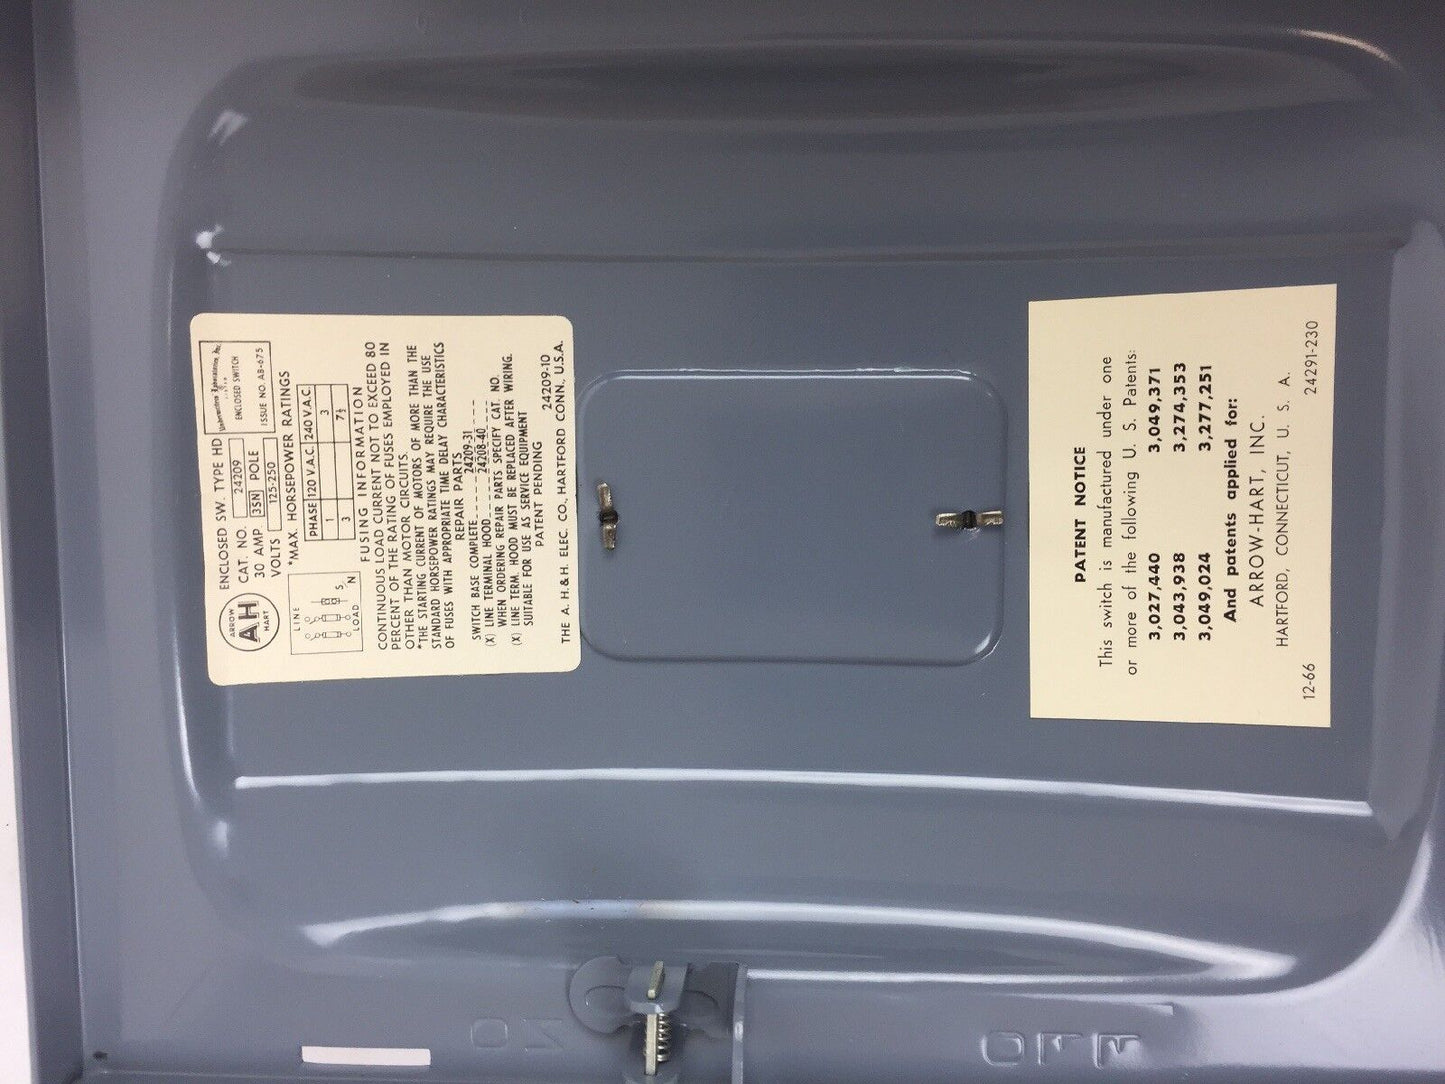 ARROW
AH
HART
ENCLOSED SW. TYPE HD
CAT. NO. 24209
30 AMP 3SN POLE
VOLTS 125-250
Underwriters Laboratories, Inc.
ENCLOSED SWITCH
ISSUE NO. AB-675
LINE
LOAD
S
N
*MAX. HORSEPOWER RATINGS
PHASE 120 V.A.C. 240 V.A.C.
1 3
3 7½
FUSING INFORMATION
CONTINUOUS LOAD CURRENT NOT TO EXCEED 80
PERCENT OF THE RATING OF FUSES EMPLOYED IN
OTHER THAN MOTOR CIRCUITS.
*THE STARTING CURRENT OF MOTORS OF MORE THAN THE
STANDARD HORSEPOWER RATINGS MAY REQUIRE THE USE
OF FUSES WITH APPROPRIATE TIME DELAY CHARACTERISTICS
REPAIR PARTS
SWITCH BASE COMPLETE 24209-31
(X) LINE TERMINAL HOOD 24208-40
WHEN ORDERING REPAIR PARTS SPECIFY CAT. NO.
(X) LINE TERM. HOOD MUST BE REPLACED AFTER WIRING.
SUITABLE FOR USE AS SERVICE EQUIPMENT
PATENT PENDING
24209-10
THE A. H. & H. ELEC. CO., HARTFORD CONN., U.S.A.
PATENT NOTICE
This switch is manufactured under one
or more of the following U. S. Patents:
3,027,440 3,049,371
3,043,938 3,274,353
3,049,024 3,277,251
And patents applied for:
ARROW-HART, INC.
HARTFORD, CONNECTICUT, U. S. A.
12-66 24291-230
ON
OFF